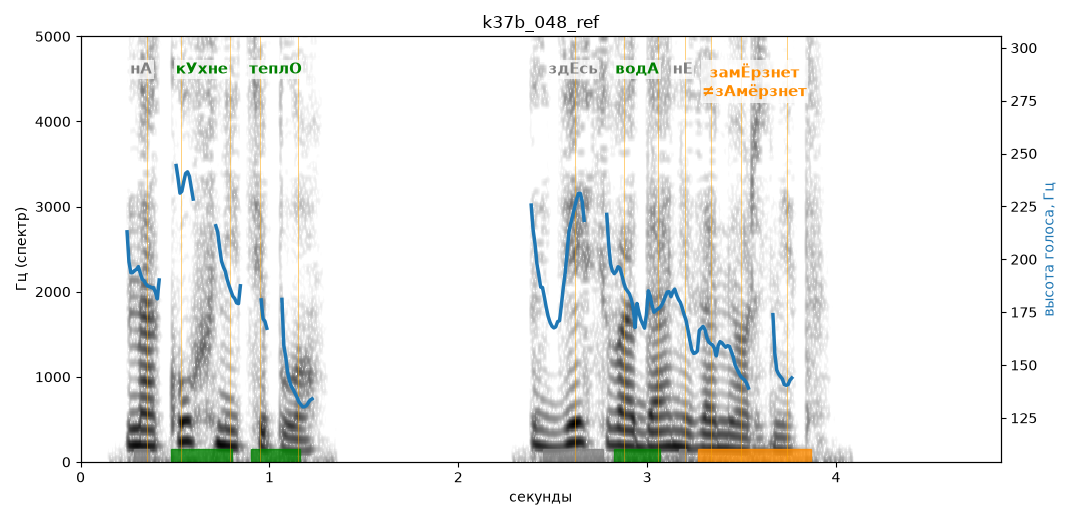 k37b_048_ref
нА кУхне теплО здЕсь водА нЕ замЁрзнет
≠зАмёрзнет
5000
4000
3000
2000
1000
0
Гц (спектр)
300
275
250
225
200
175
150
125
высота голоса, Гц
0 1 2 3 4
секунды